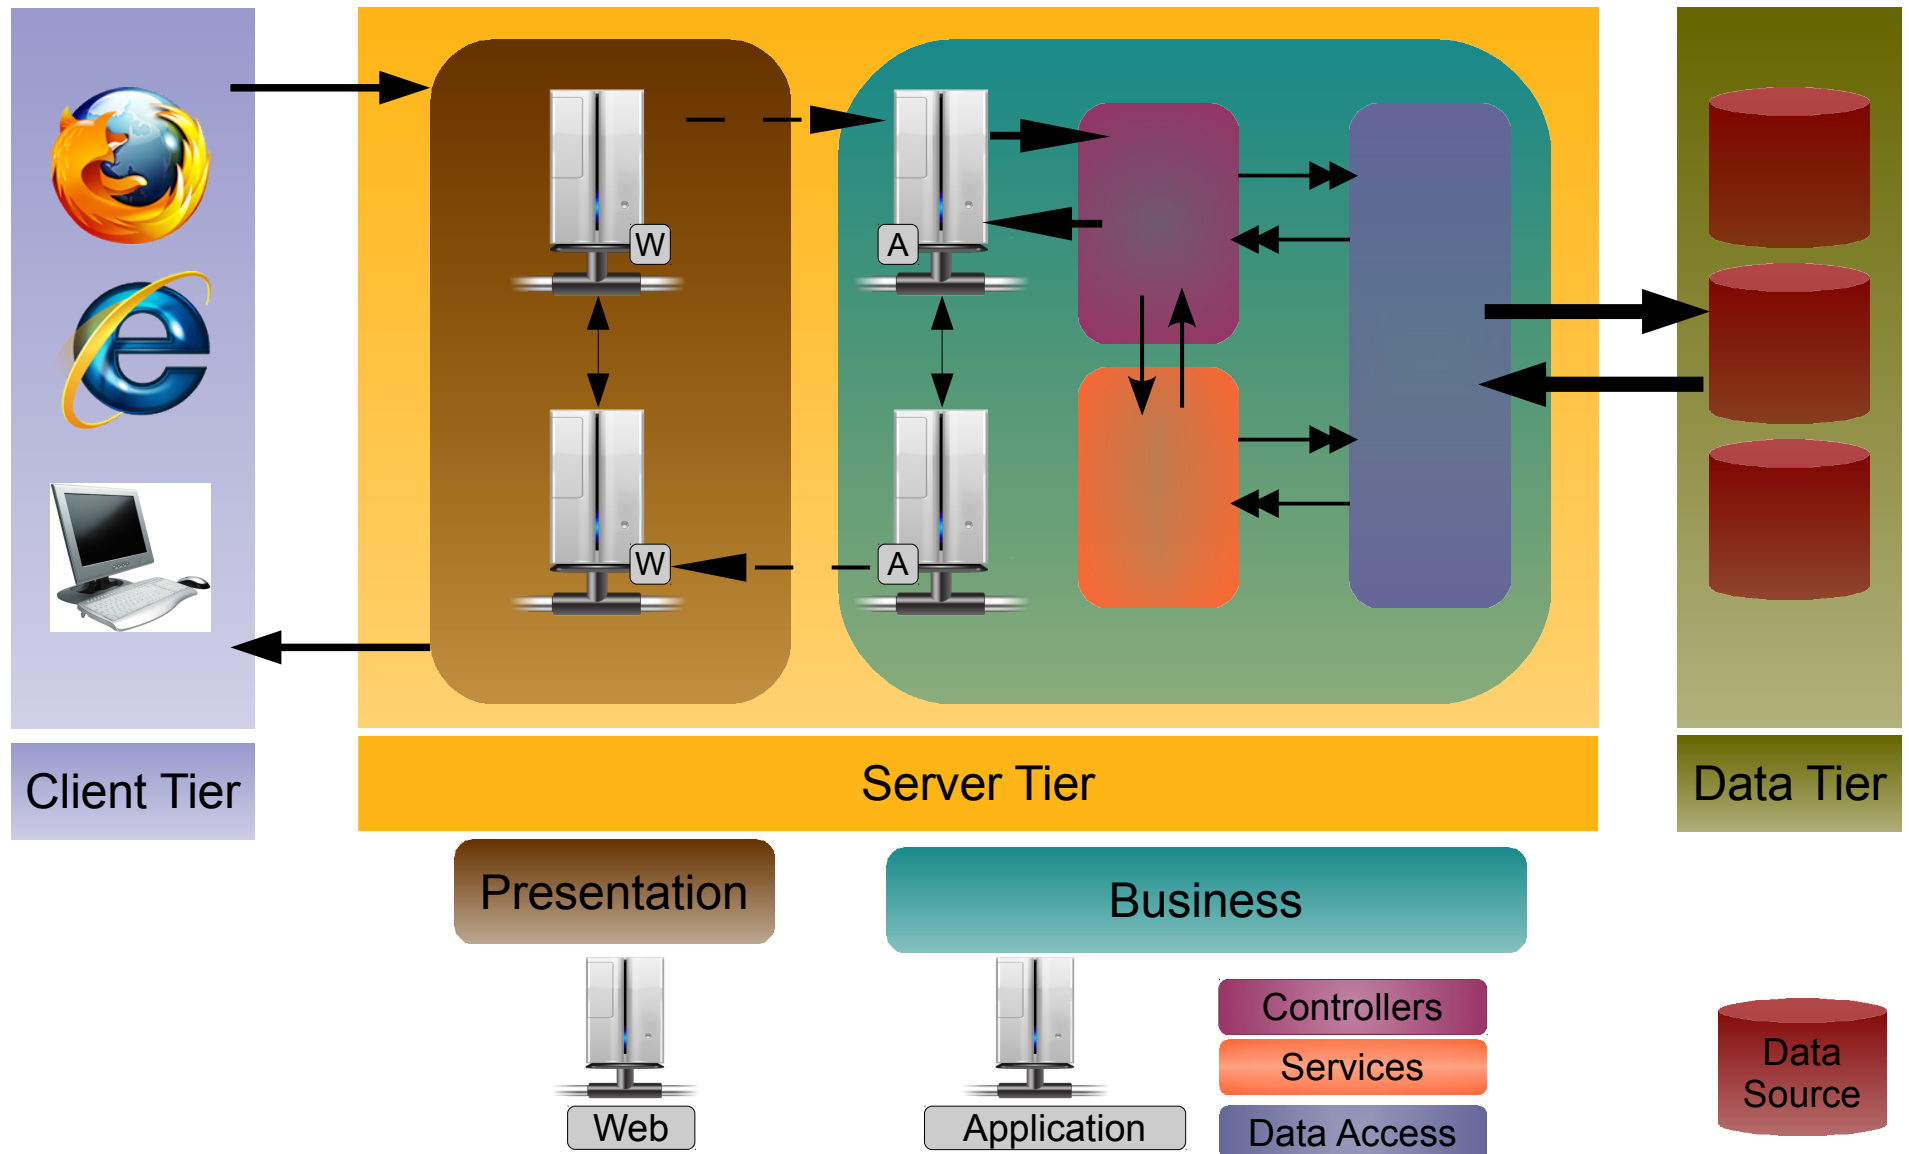 W
A
W
A
Client Tier
Server Tier
Data Tier
Presentation
Business
Controllers
Services
Data Access
Web
Application
Data
Source